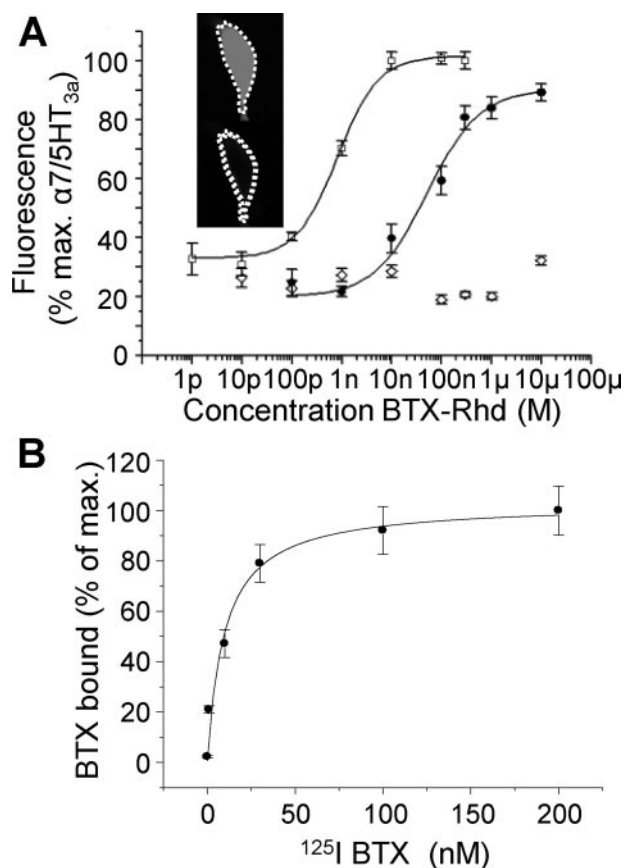 A
Fluorescence
(% max. α7/5HT3a)
100
80
60
40
20
0
1p 10p 100p 1n 10n 100n 1µ 10µ 100µ
Concentration BTX-Rhd (M)
B
BTX bound (% of max.)
120
100
80
60
40
20
0
0 50 100 150 200
125I BTX (nM)